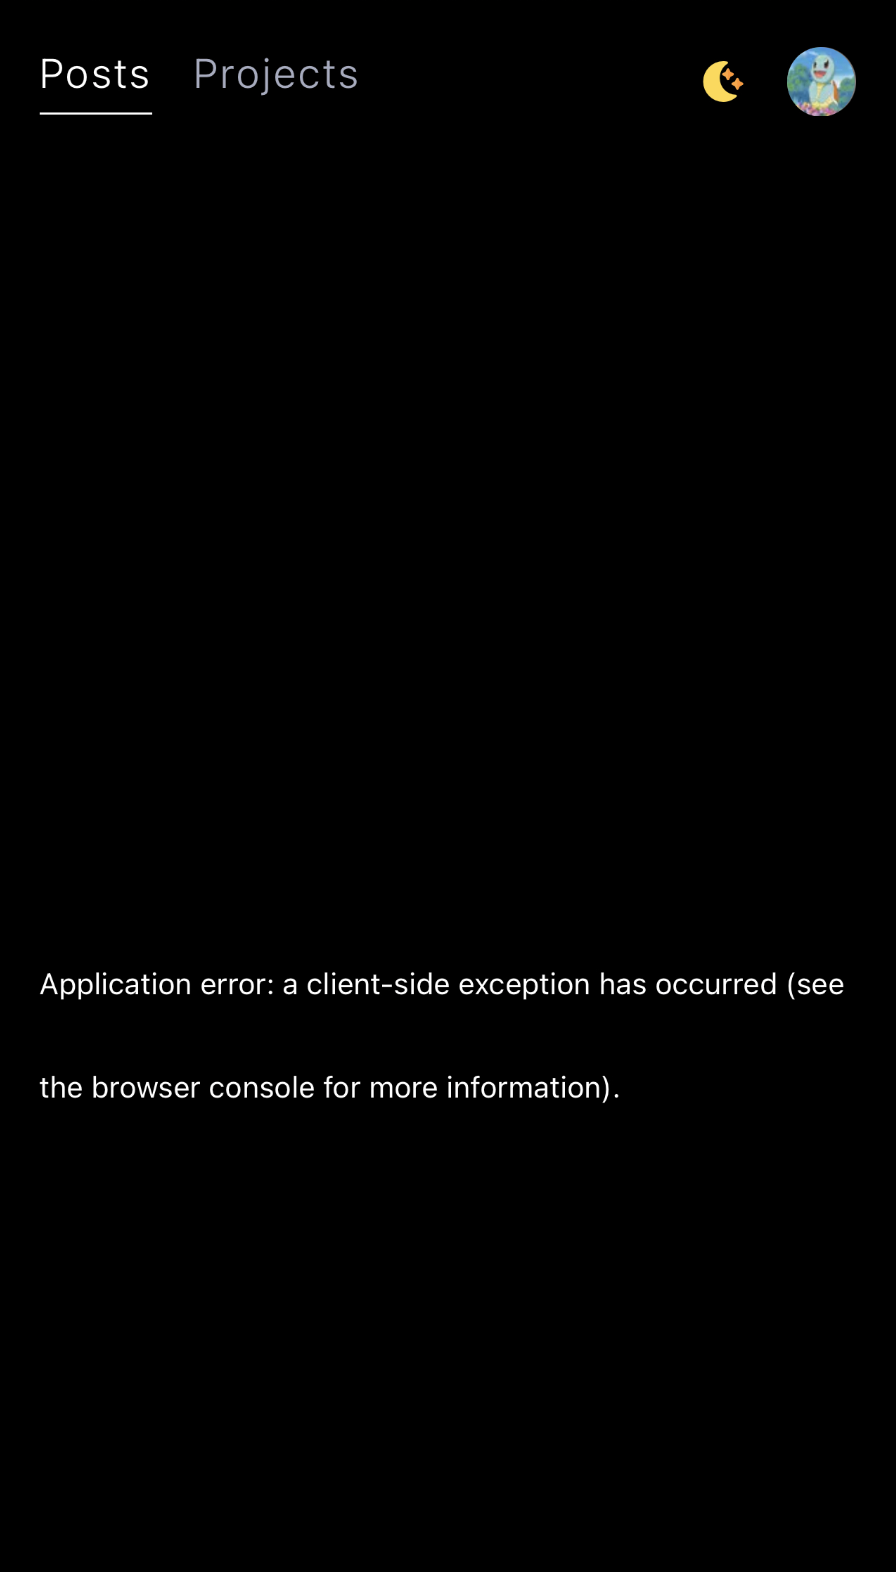 Posts Projects
Application error: a client-side exception has occurred (see
the browser console for more information).